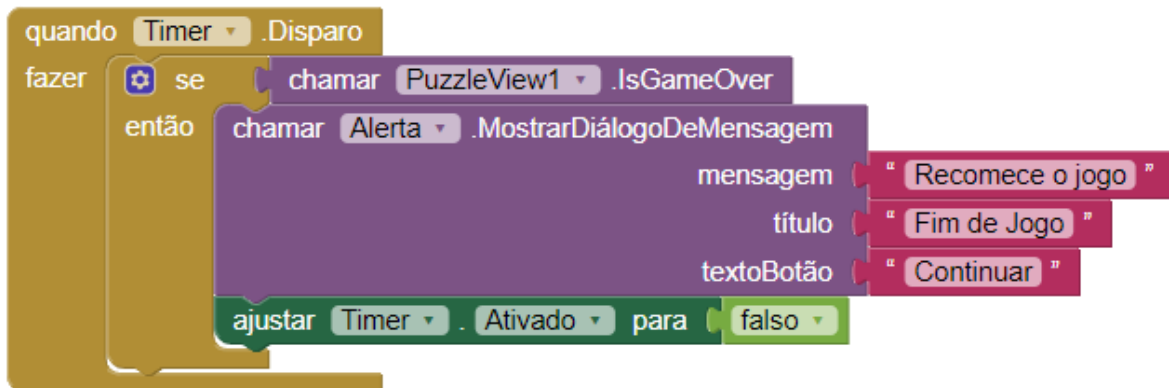 quando Timer .Disparo
fazer se chamar PuzzleView1 .IsGameOver
então chamar Alerta .MostrarDiálogoDeMensagem
mensagem “ Recomece o jogo ”
título “ Fim de Jogo ”
textoBotão “ Continuar ”
ajustar Timer . Ativado para falso